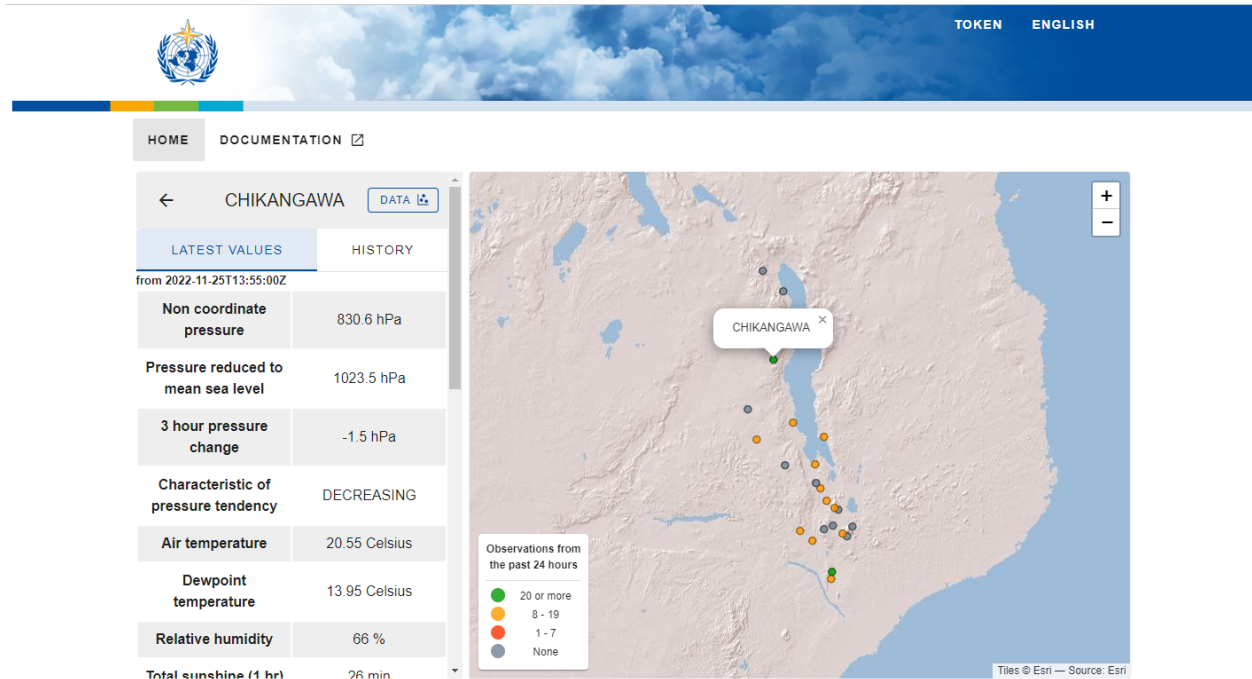 TOKEN ENGLISH
HOME DOCUMENTATION
CHIKANGAWA DATA
LATEST VALUES HISTORY
from 2022-11-25T13:55:00Z
Non coordinate
pressure
830.6 hPa
Pressure reduced to
mean sea level
1023.5 hPa
3 hour pressure
change
-1.5 hPa
Characteristic of
pressure tendency
DECREASING
Air temperature 20.55 Celsius
Dewpoint
temperature
13.95 Celsius
Relative humidity 66 %
Total sunshine (1 hr) 26 min
CHIKANGAWA ×
+
−
Observations from
the past 24 hours
20 or more
8 - 19
1 - 7
None
Tiles © Esri — Source: Esri